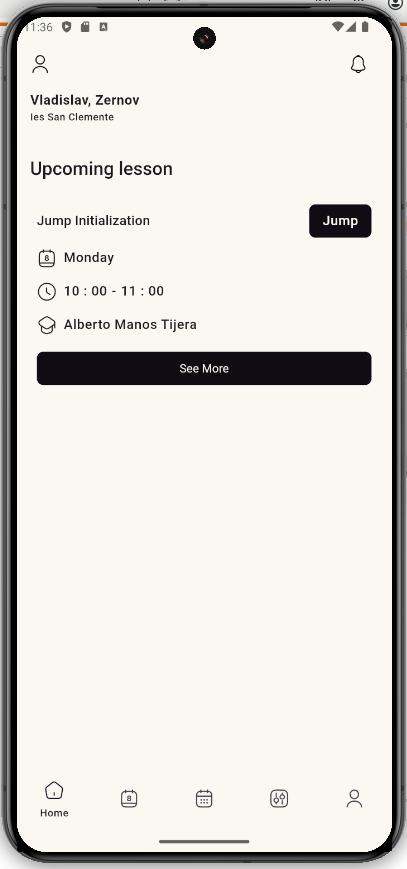 11:36
Vladislav, Zernov
Ies San Clemente
Upcoming lesson
Jump Initialization
Jump
8 Monday
10 : 00 - 11 : 00
Alberto Manos Tijera
See More
8
Home